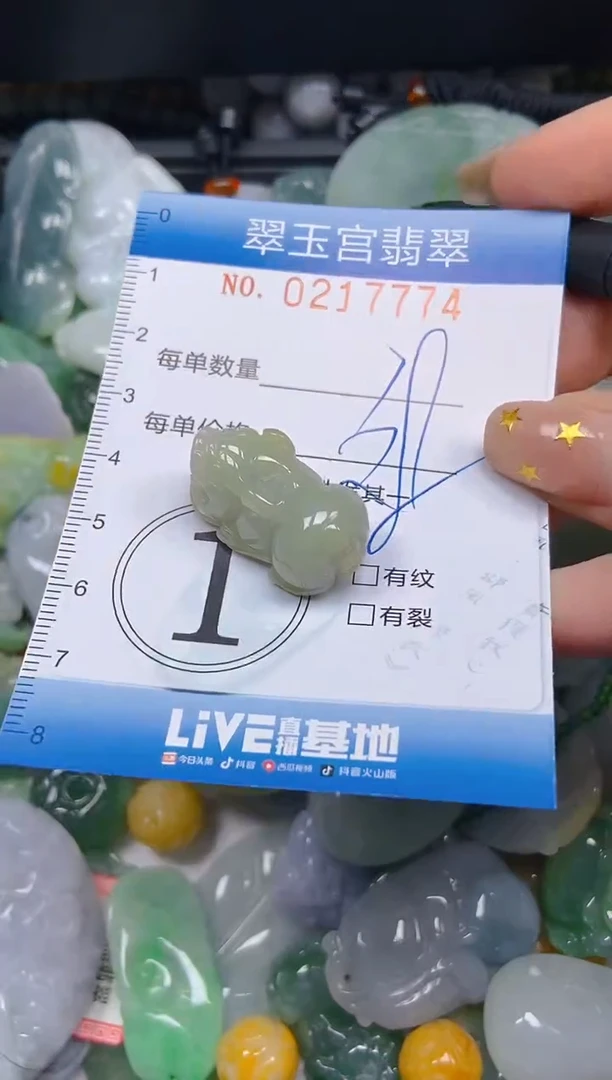 0
翠玉宫翡翠
1
NO. 0217774
2
每单数量
3
每单价格
4
其一
5
1
□有纹
6
□有裂
7
LiVE直播基地
8
今日头条 抖音 西瓜视频 抖音火山版